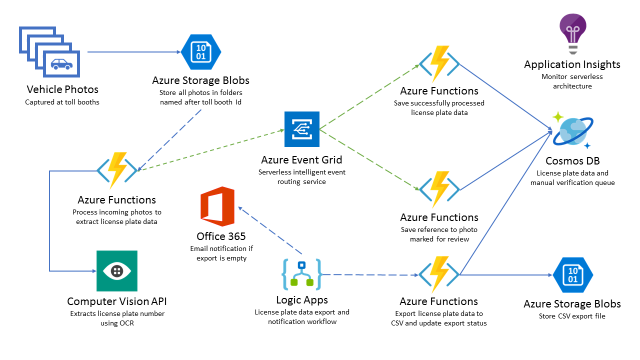 Vehicle Photos
Captured at toll booths
10
01
Azure Storage Blobs
Store all photos in folders
named after toll booth Id
Azure Functions
Save successfully processed
license plate data
Application Insights
Monitor serverless
architecture
Azure Event Grid
Serverless intelligent event
routing service
Cosmos DB
License plate data and
manual verification queue
Azure Functions
Process incoming photos to
extract license plate data
Office 365
Email notification if
export is empty
Azure Functions
Save reference to photo
marked for review
Computer Vision API
Extracts license plate number
using OCR
Logic Apps
License plate data export and
notification workflow
Azure Functions
Export license plate data to
CSV and update export status
10
01
Azure Storage Blobs
Store CSV export file